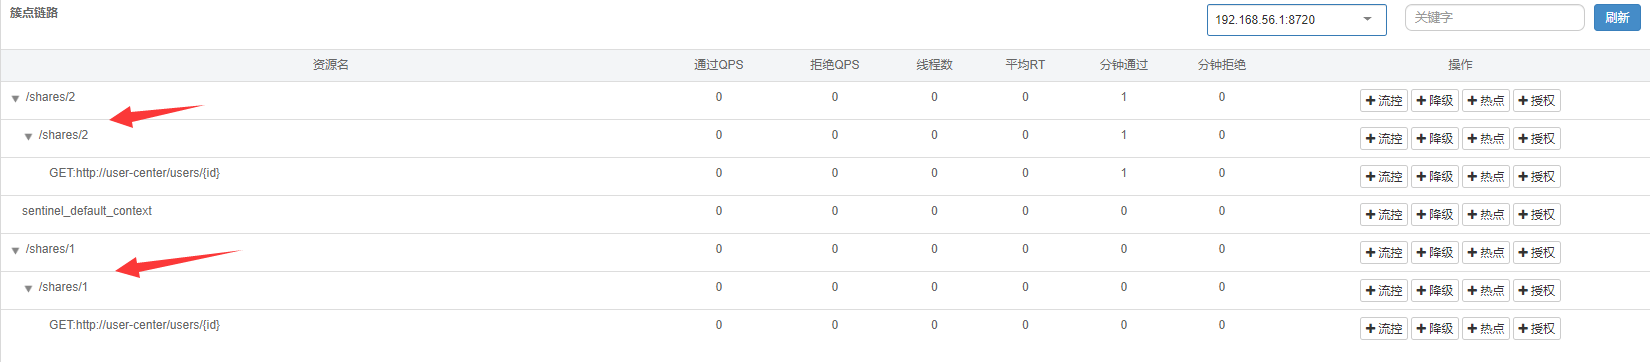 簇点链路
192.168.56.1:8720 关键字 刷新
资源名 通过QPS 拒绝QPS 线程数 平均RT 分钟通过 分钟拒绝 操作
/shares/2 0 0 0 0 1 0 流控 降级 热点 授权
/shares/2 0 0 0 0 1 0 流控 降级 热点 授权
GET:http://user-center/users/{id} 0 0 0 0 1 0 流控 降级 热点 授权
sentinel_default_context 0 0 0 0 0 0 流控 降级 热点 授权
/shares/1 0 0 0 0 0 0 流控 降级 热点 授权
/shares/1 0 0 0 0 0 0 流控 降级 热点 授权
GET:http://user-center/users/{id} 0 0 0 0 0 0 流控 降级 热点 授权